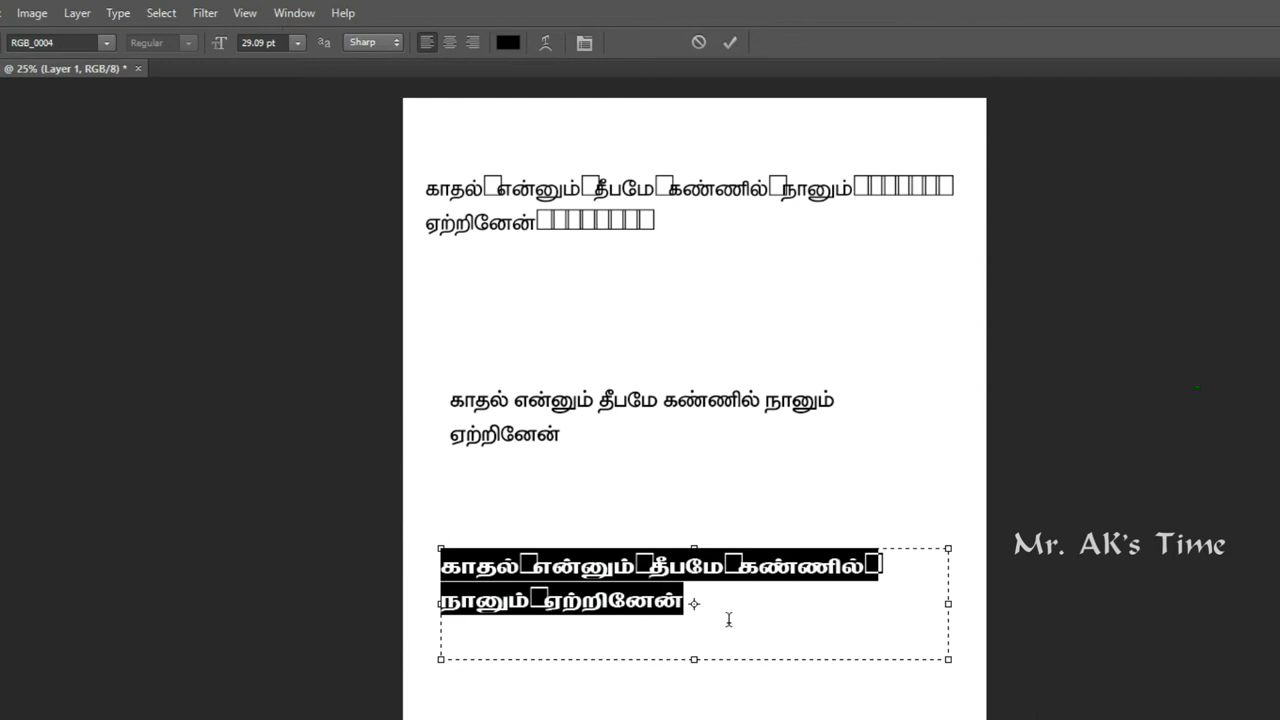 Image Layer Type Select Filter View Window Help
RGB_0004 Regular 29.09 pt Sharp
@ 25% (Layer 1, RGB/8) * ×
காதல்□என்னும்□தீபமே□கண்ணில்□நானும்□□□□□□□
ஏற்றினேன்□□□□□□□□
காதல் என்னும் தீபமே கண்ணில் நானும்
ஏற்றினேன்
காதல்□என்னும்□தீபமே□கண்ணில்□
நானும்□ஏற்றினேன்
Mr. AK's Time